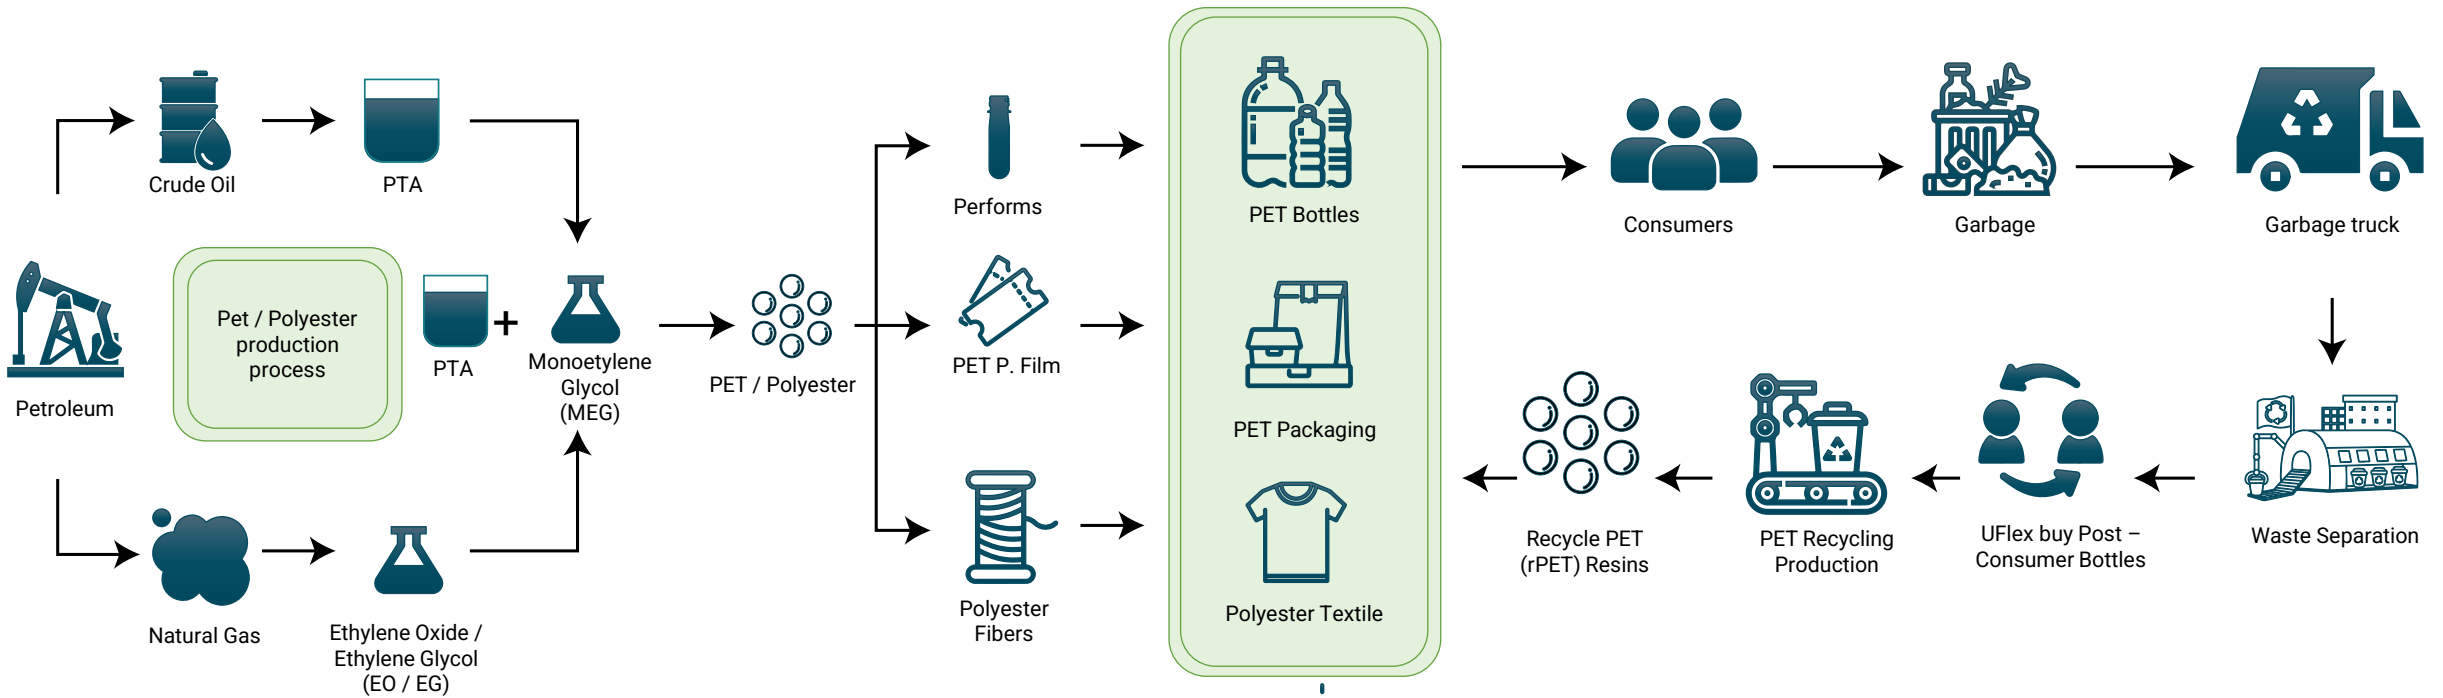 Crude Oil
PTA
Petroleum
Pet / Polyester
production
process
PTA
+
Monoetylene
Glycol
(MEG)
Natural Gas
Ethylene Oxide /
Ethylene Glycol
(EO / EG)
PET / Polyester
Performs
PET P. Film
Polyester
Fibers
PET Bottles
PET Packaging
Polyester Textile
Consumers
Garbage
Garbage truck
Waste Separation
UFlex buy Post –
Consumer Bottles
PET Recycling
Production
Recycle PET
(rPET) Resins